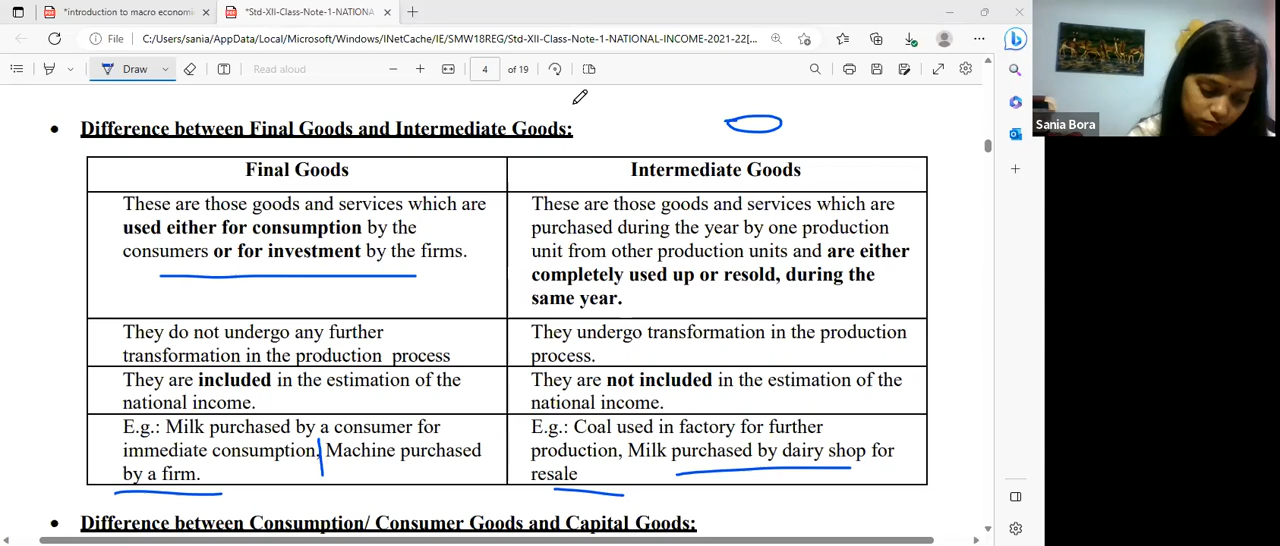 *introduction to macro economi
*Std-XII-Class-Note-1-NATIONAL
File
C:/Users/sania/AppData/Local/Microsoft/Windows/INetCache/IE/SMW18REG/Std-XII-Class-Note-1-NATIONAL-INCOME-2021-22[...
Draw
Read aloud
4 of 19
Sania Bora
• Difference between Final Goods and Intermediate Goods:
Final Goods
These are those goods and services which are
used either for consumption by the
consumers or for investment by the firms.
They do not undergo any further
transformation in the production process
They are included in the estimation of the
national income.
E.g.: Milk purchased by a consumer for
immediate consumption, Machine purchased
by a firm.
Intermediate Goods
These are those goods and services which are
purchased during the year by one production
unit from other production units and are either
completely used up or resold, during the
same year.
They undergo transformation in the production
process.
They are not included in the estimation of the
national income.
E.g.: Coal used in factory for further
production, Milk purchased by dairy shop for
resale
• Difference between Consumption/ Consumer Goods and Capital Goods: